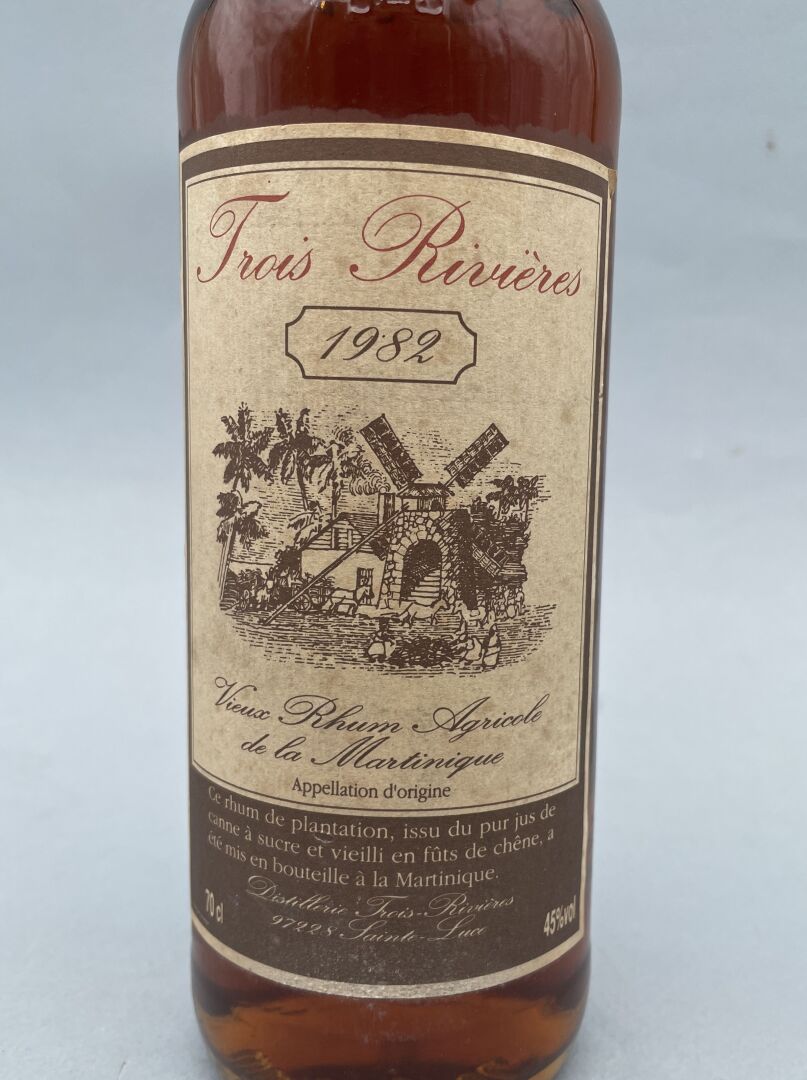 Trois Rivières
1982
Vieux Rhum Agricole
de la Martinique
Appellation d'origine
Ce rhum de plantation, issu du pur jus de
canne à sucre et vieilli en fûts de chêne, a
été mis en bouteille à la Martinique.
Distillerie Trois-Rivières
97228 Sainte-Luce
70 cl
45%vol